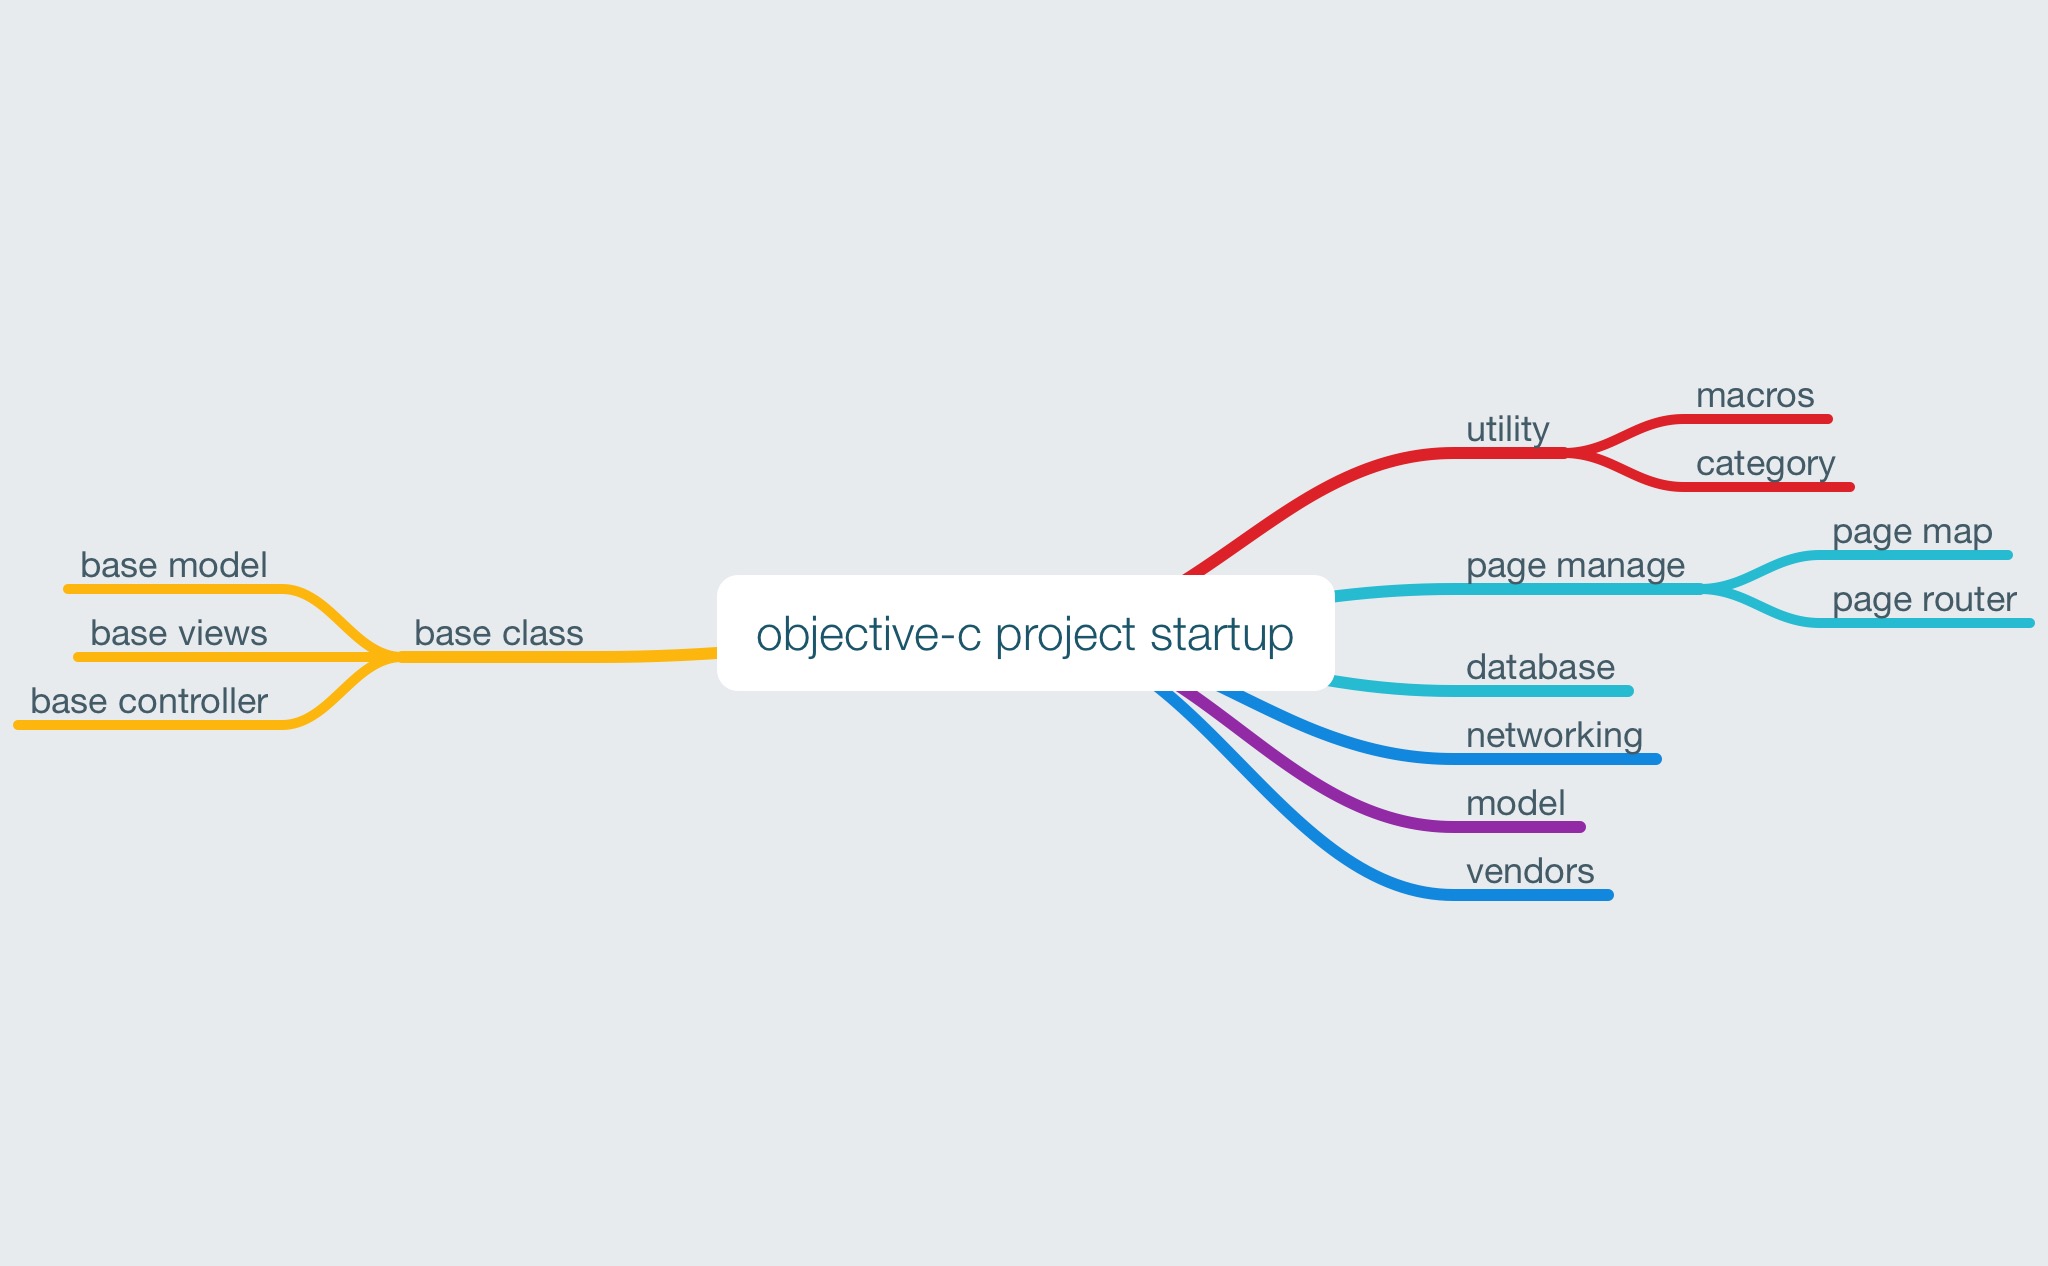 objective-c project startup
utility
macros
category
page manage
page map
page router
database
networking
model
vendors
base class
base model
base views
base controller